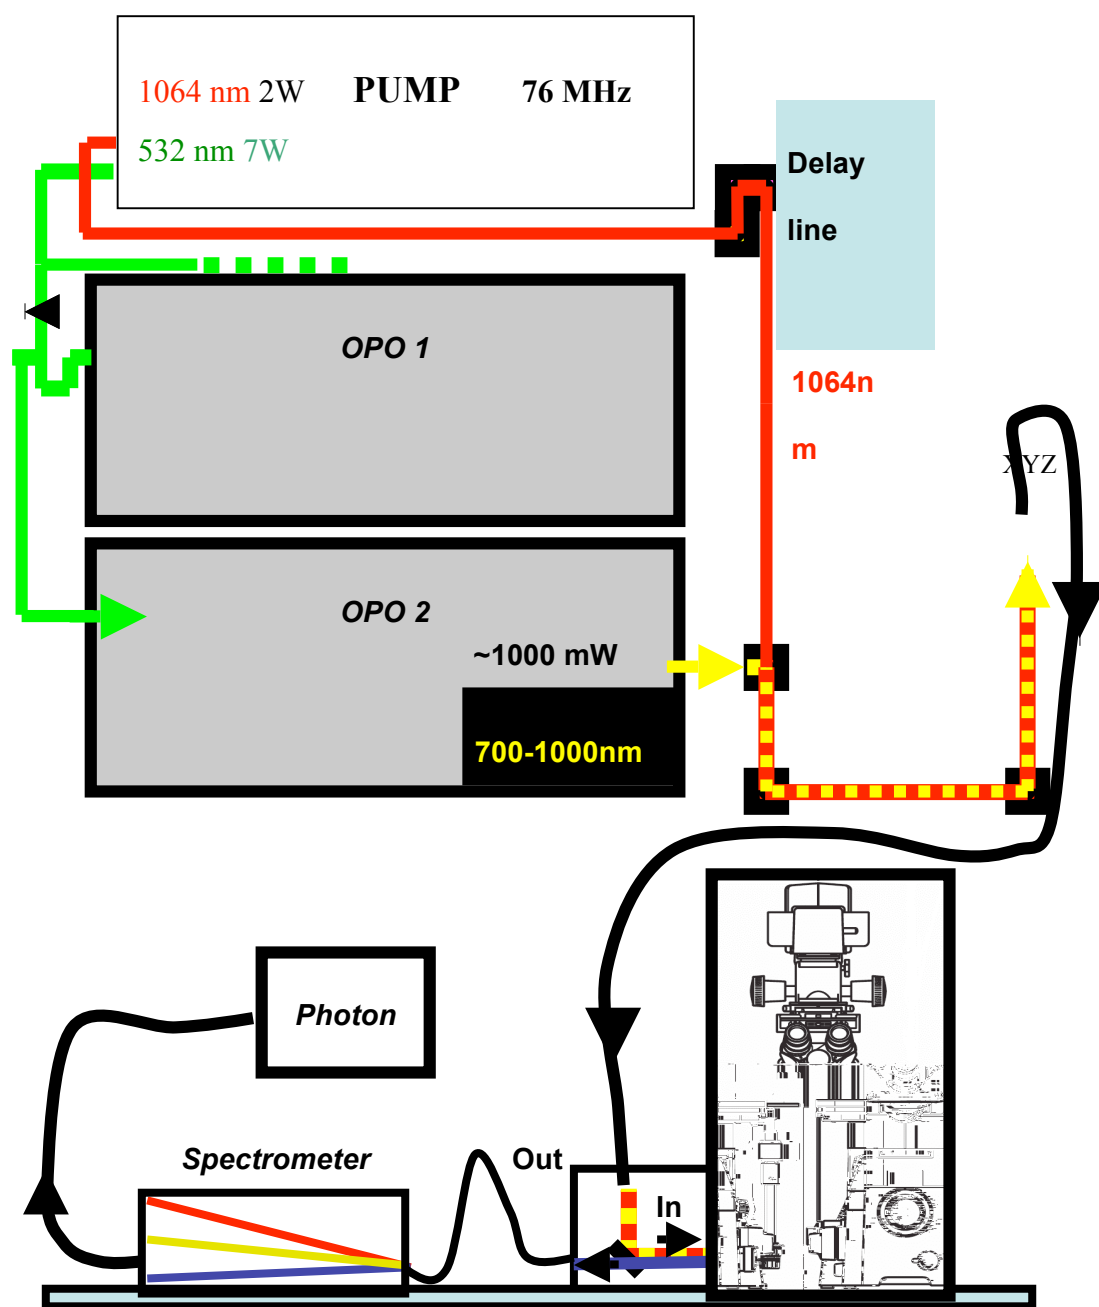 1064 nm 2W PUMP 76 MHz
532 nm 7W
Delay
line
OPO 1
1064n
m
XYZ
OPO 2
~1000 mW
700-1000nm
Photon
Spectrometer
Out
In